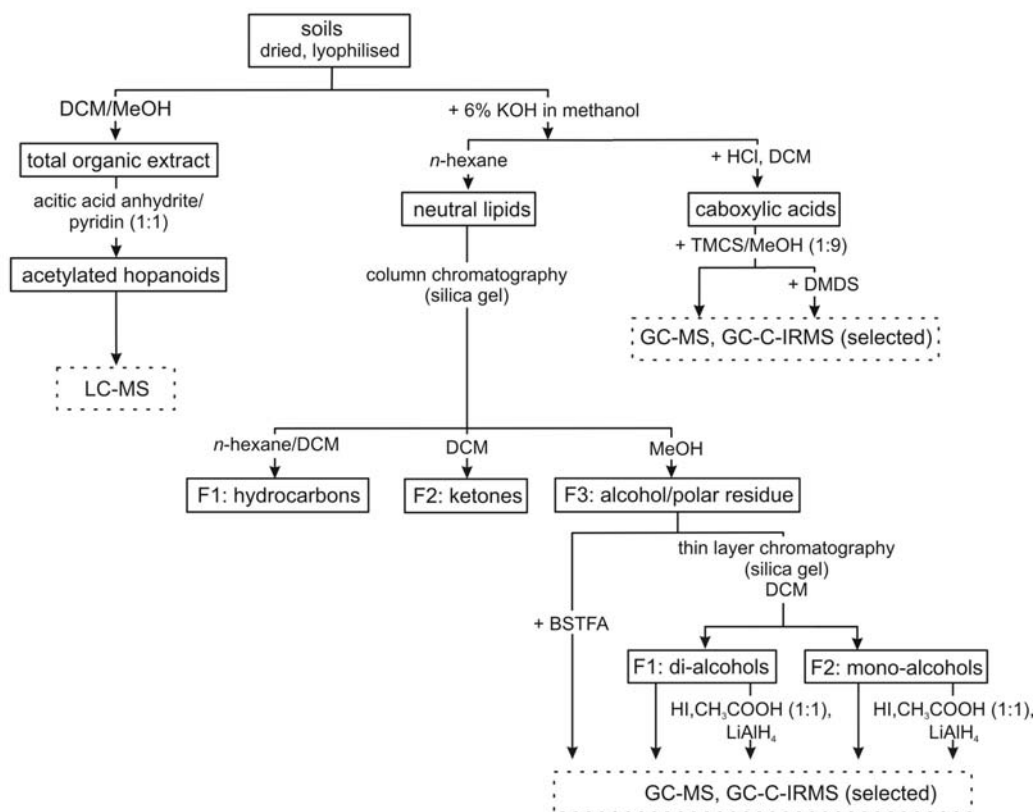 soils
dried, lyophilised
DCM/MeOH
+ 6% KOH in methanol
total organic extract
n-hexane
+ HCl, DCM
acitic acid anhydrite/
pyridin (1:1)
neutral lipids
caboxylic acids
+ TMCS/MeOH (1:9)
acetylated hopanoids
column chromatography
(silica gel)
+ DMDS
GC-MS, GC-C-IRMS (selected)
LC-MS
n-hexane/DCM
DCM
MeOH
F1: hydrocarbons
F2: ketones
F3: alcohol/polar residue
thin layer chromatography
(silica gel)
DCM
+ BSTFA
F1: di-alcohols
F2: mono-alcohols
HI,CH₃COOH (1:1),
LiAlH₄
HI,CH₃COOH (1:1),
LiAlH₄
GC-MS, GC-C-IRMS (selected)